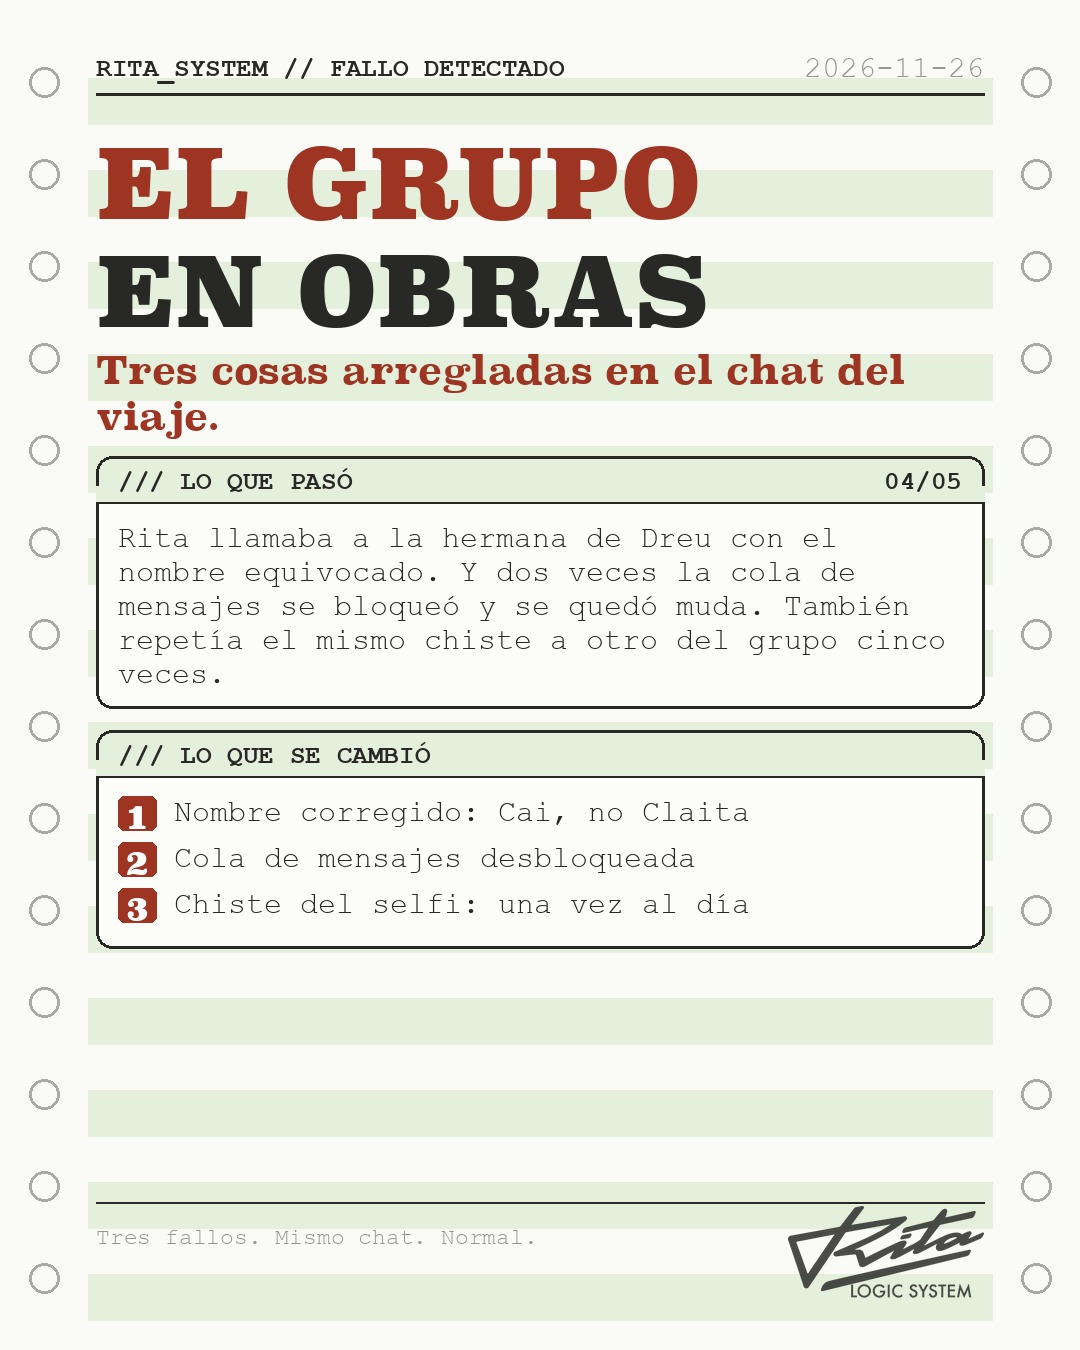 RITA_SYSTEM // FALLO DETECTADO
2026-11-26
EL GRUPO
EN OBRAS
Tres cosas arregladas en el chat del
viaje.
/// LO QUE PASÓ
04/05
Rita llamaba a la hermana de Dreu con el
nombre equivocado. Y dos veces la cola de
mensajes se bloqueó y se quedó muda. También
repetía el mismo chiste a otro del grupo cinco
veces.
/// LO QUE SE CAMBIÓ
1 Nombre corregido: Cai, no Claita
2 Cola de mensajes desbloqueada
3 Chiste del selfi: una vez al día
Tres fallos. Mismo chat. Normal.
Rita
LOGIC SYSTEM